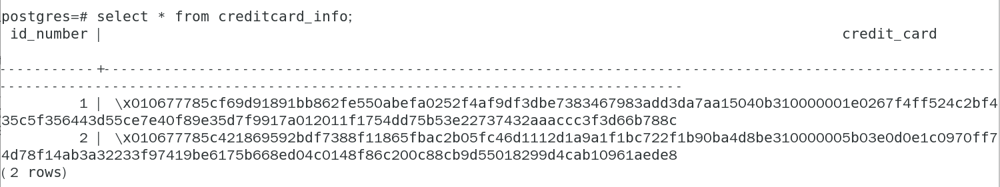 postgres=# select * from creditcard_info;
id_number | credit_card
-----------+-------------------------------------------------------------------------------------------------------
-------------------------------------------------------------------------------
1 | \x010677785cf69d91891bb862fe550abefa0252f4af9df3dbe7383467983add3da7aa15040b310000001e0267f4ff524c2bf4
35c5f356443d55ce7e40f89e35d7f9917a012011f1754dd75b53e22737432aaaccc3f3d66b788c
2 | \x010677785c421869592bdf7388f11865fbac2b05fc46d1112d1a9a1f1bc722f1b90ba4d8be310000005b03e0d0e1c0970ff7
4d78f14ab3a32233f97419be6175b668ed04c0148f86c200c88cb9d55018299d4cab10961aede8
(2 rows)